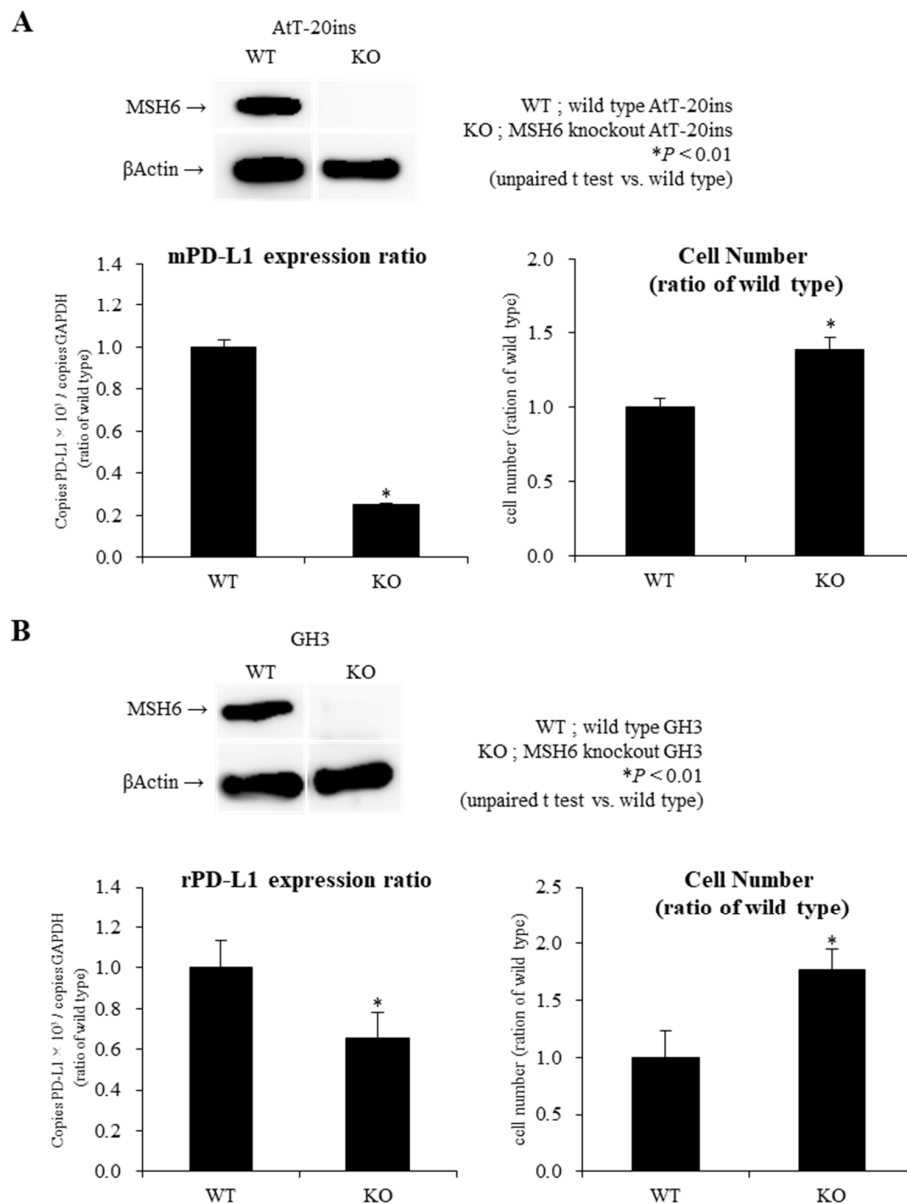 A
AtT-20ins
WT KO
MSH6 →
βActin →
WT ; wild type AtT-20ins
KO ; MSH6 knockout AtT-20ins
*P < 0.01
(unpaired t test vs. wild type)
mPD-L1 expression ratio
Copies PD-L1 × 10³ / copies GAPDH
(ratio of wild type)
1.4
1.2
1.0
0.8
0.6
0.4
0.2
0.0
*
WT KO
Cell Number
(ratio of wild type)
cell number (ration of wild type)
2.0
1.5
1.0
0.5
0.0
*
WT KO
B
GH3
WT KO
MSH6 →
βActin →
WT ; wild type GH3
KO ; MSH6 knockout GH3
*P < 0.01
(unpaired t test vs. wild type)
rPD-L1 expression ratio
Copies PD-L1 × 10³ / copies GAPDH
(ratio of wild type)
1.4
1.2
1.0
0.8
0.6
0.4
0.2
0.0
*
WT KO
Cell Number
(ratio of wild type)
cell number (ration of wild type)
2.5
2.0
1.5
1.0
0.5
0.0
*
WT KO